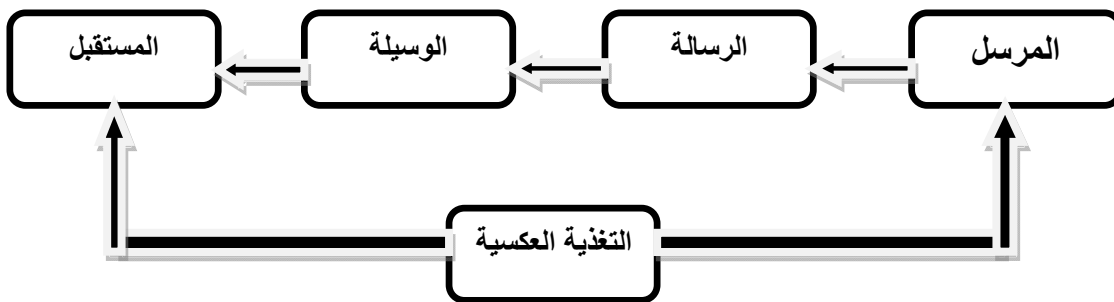 المرسل
الرسالة
الوسيلة
المستقبل
التغذية العكسية